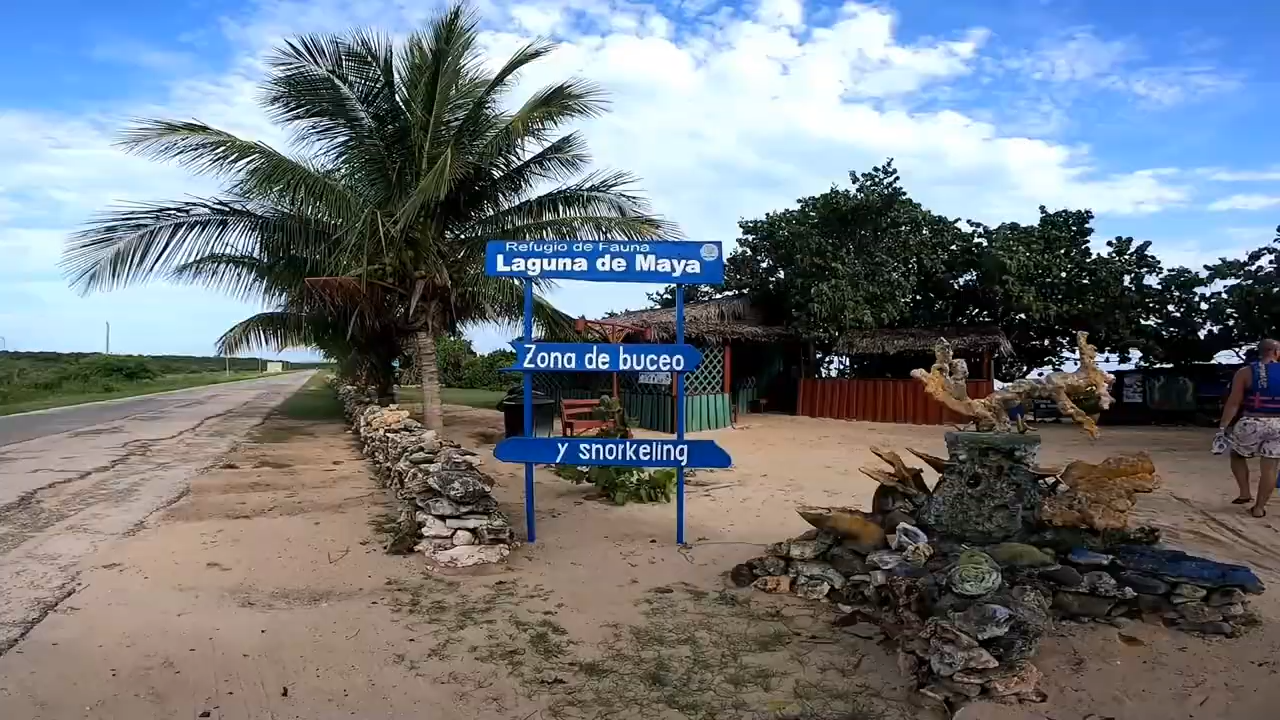 Refugio de Fauna
Laguna de Maya
Zona de buceo
y snorkeling